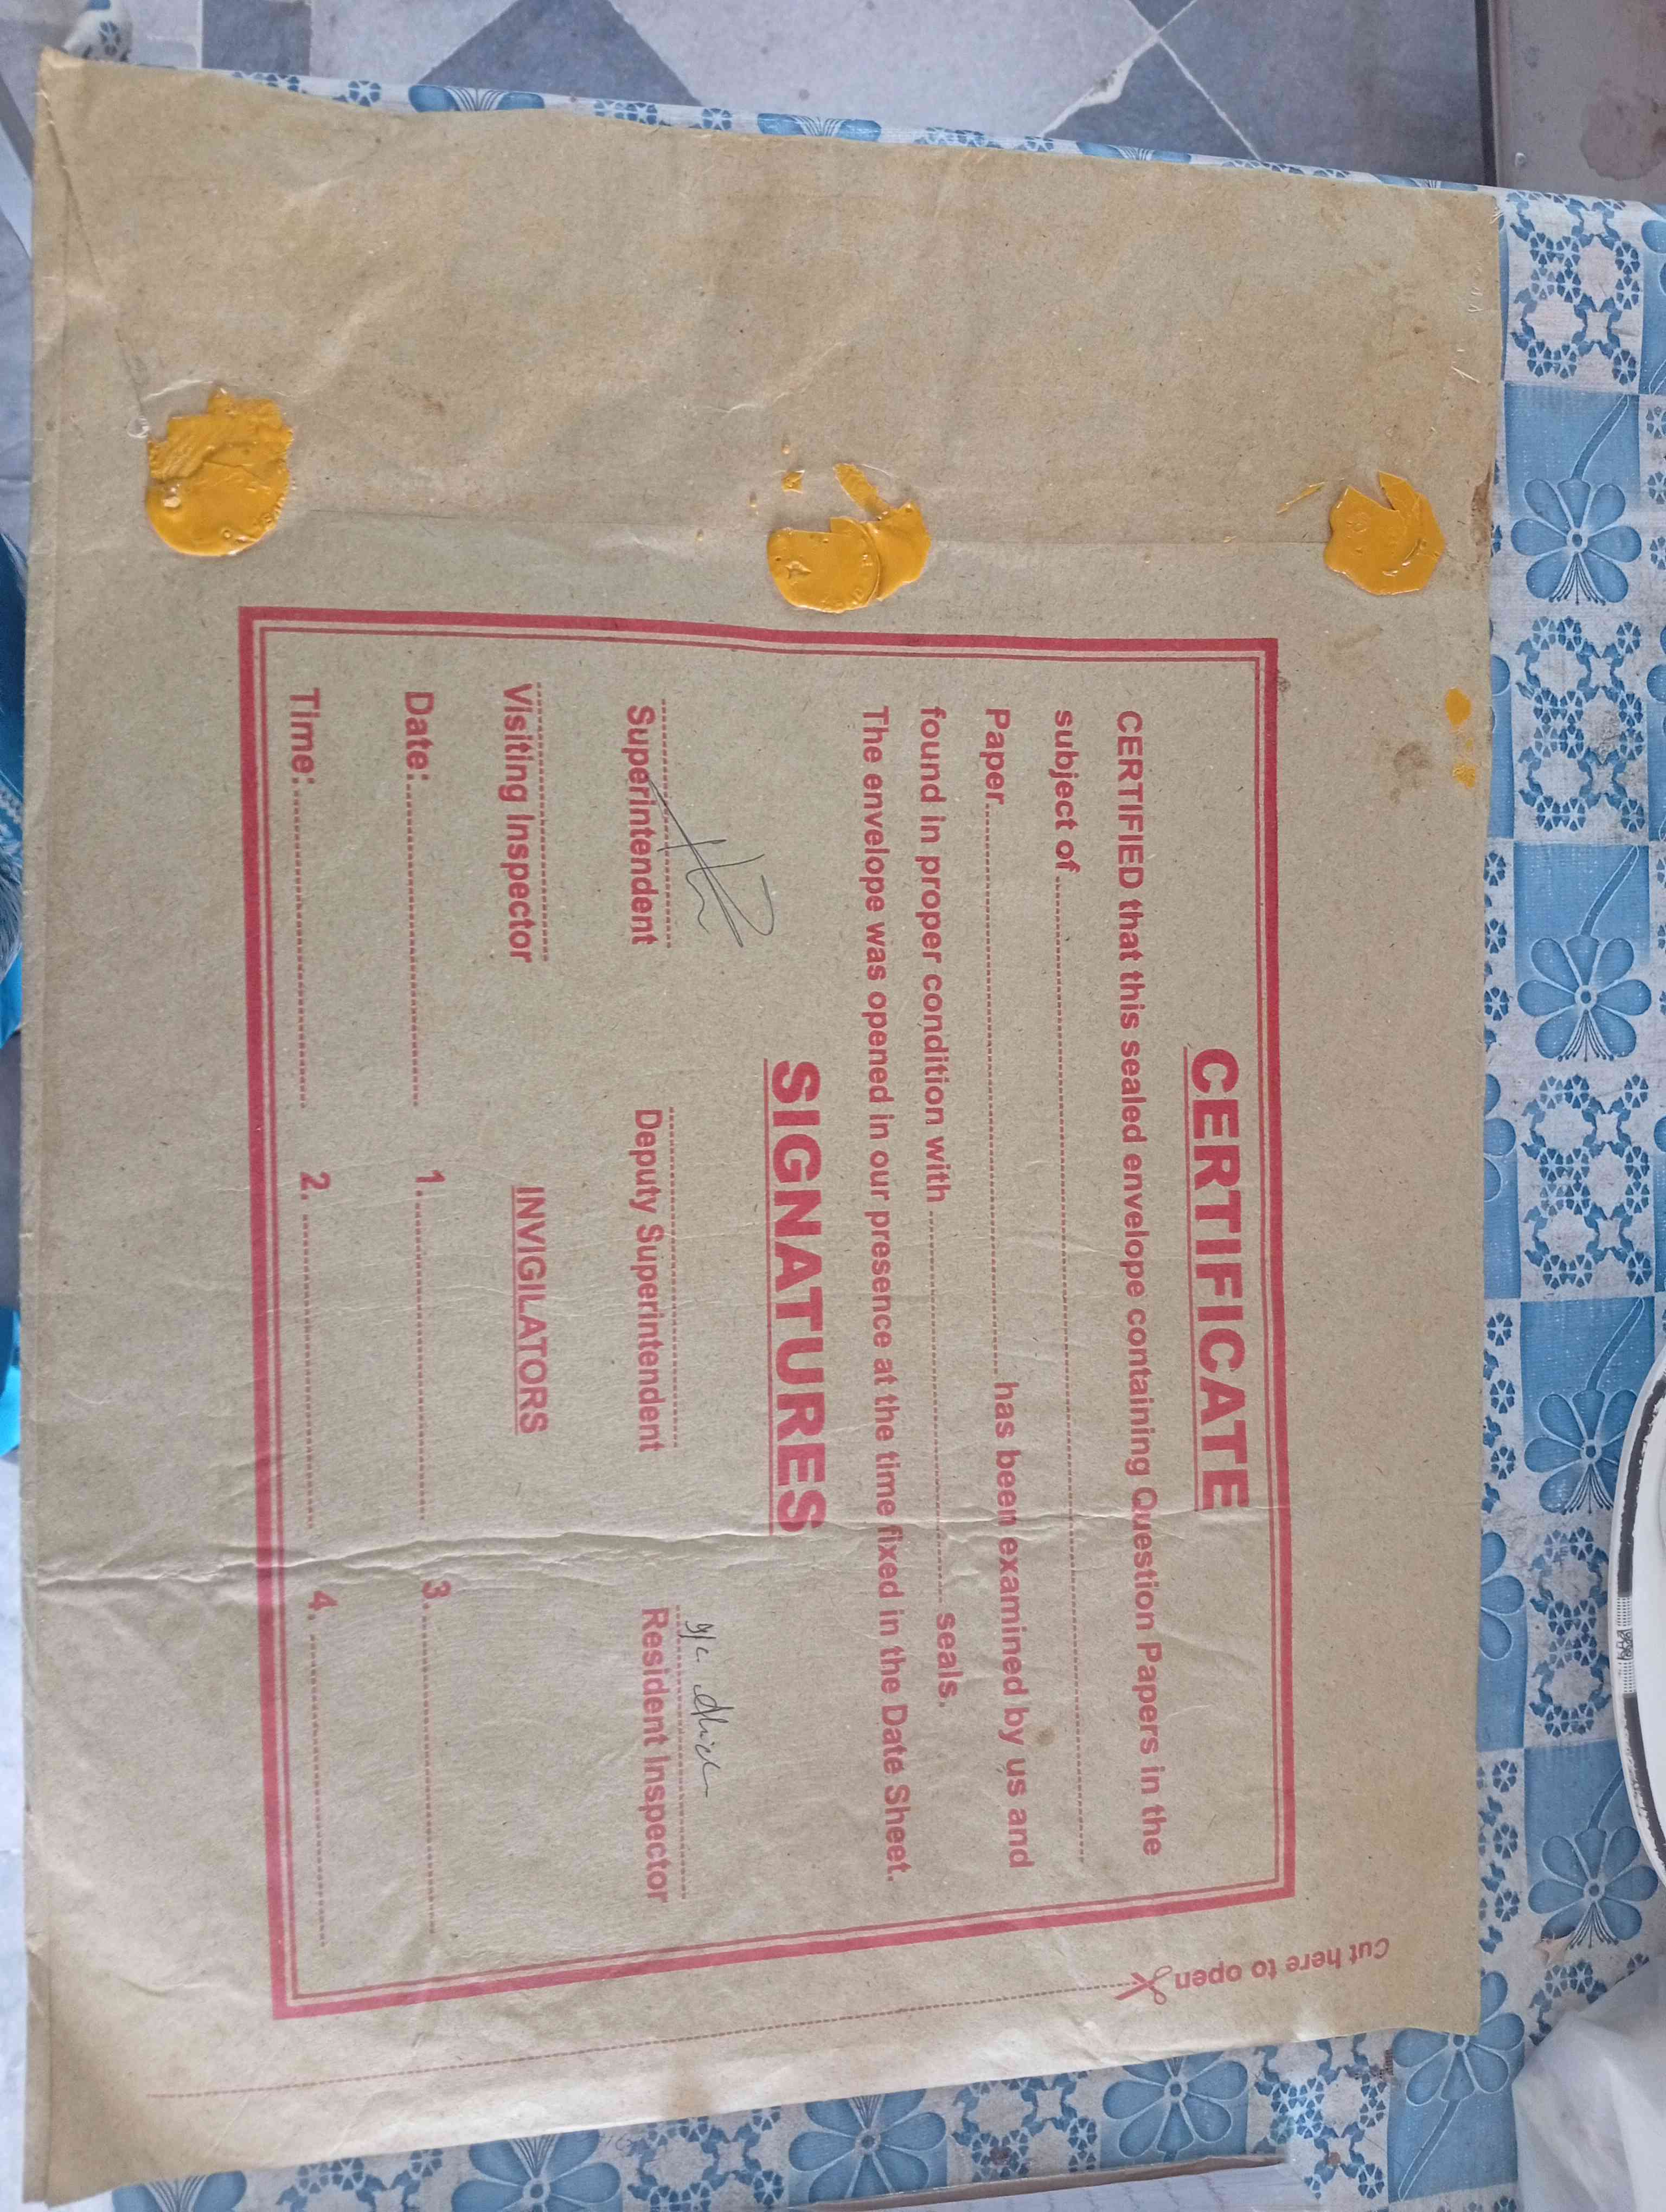 Cut here to open
CERTIFICATE
CERTIFIED that this sealed envelope containing Question Papers in the
subject of
Paper has been examined by us and
found in proper condition with seals.
The envelope was opened in our presence at the time fixed in the Date Sheet.
SIGNATURES
Superintendent Deputy Superintendent Resident Inspector
Visiting Inspector INVIGILATORS
Date: 1. 3.
Time: 2. 4.